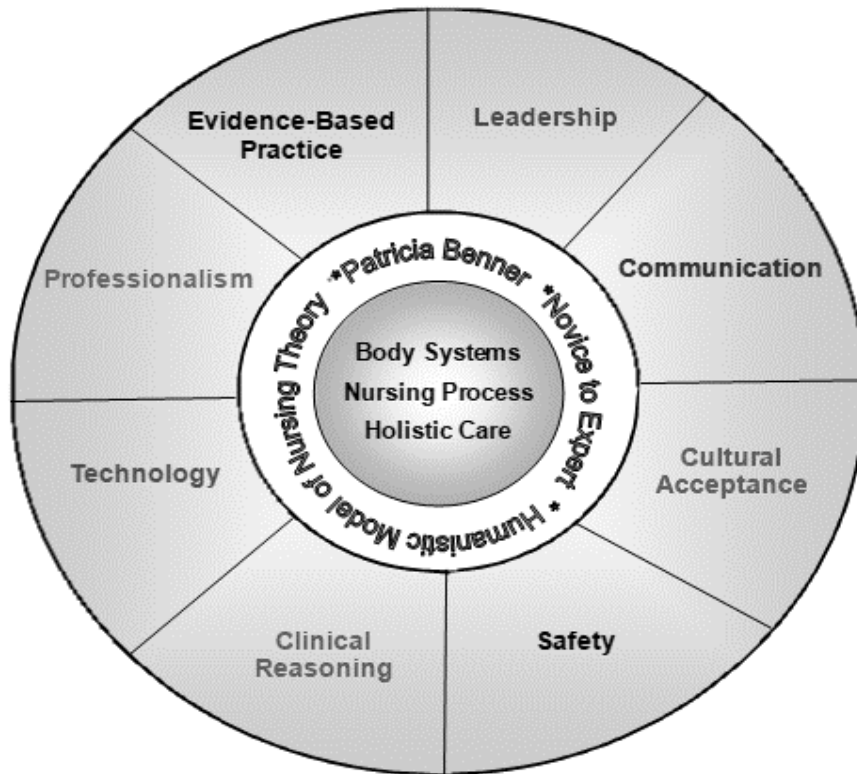 Evidence-Based
Practice
Leadership
Professionalism
Communication
*Patricia Benner *Novice to Expert * Humanistic Model of Nursing Theory
Body Systems
Nursing Process
Holistic Care
Technology
Cultural
Acceptance
Clinical
Reasoning
Safety